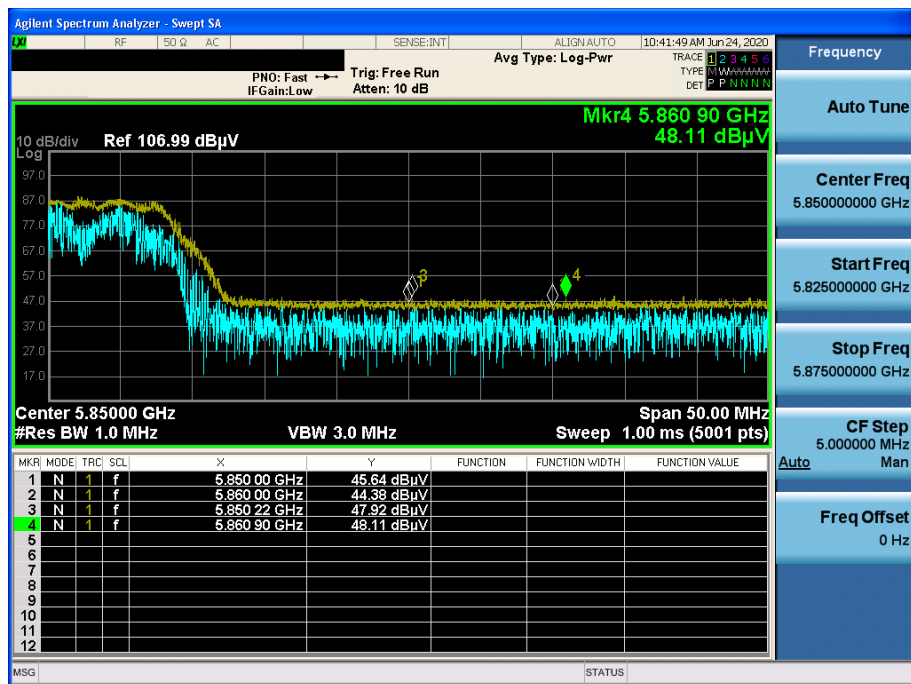 Agilent Spectrum Analyzer - Swept SA
LXI RF 50 Ω AC SENSE:INT ALIGN AUTO 10:41:49 AM Jun 24, 2020
Frequency
Avg Type: Log-Pwr
TRACE 1 2 3 4 5 6
PNO: Fast Trig: Free Run
TYPE M W W W W W
IFGain:Low Atten: 10 dB
DET P P N N N N
Auto Tune
Mkr4 5.860 90 GHz
48.11 dBµV
10 dB/div Ref 106.99 dBµV
Log
97.0
87.0
77.0
67.0
57.0
47.0
37.0
27.0
17.0
3
4
Center Freq
5.850000000 GHz
Start Freq
5.825000000 GHz
Stop Freq
5.875000000 GHz
Center 5.85000 GHz Span 50.00 MHz
#Res BW 1.0 MHz VBW 3.0 MHz Sweep 1.00 ms (5001 pts)
CF Step
5.000000 MHz
Auto Man
Freq Offset
0 Hz
MKR MODE TRC SCL X Y FUNCTION FUNCTION WIDTH FUNCTION VALUE
1 N 1 f 5.850 00 GHz 45.64 dBµV
2 N 1 f 5.860 00 GHz 44.38 dBµV
3 N 1 f 5.850 22 GHz 47.92 dBµV
4 N 1 f 5.860 90 GHz 48.11 dBµV
5
6
7
8
9
10
11
12
MSG STATUS